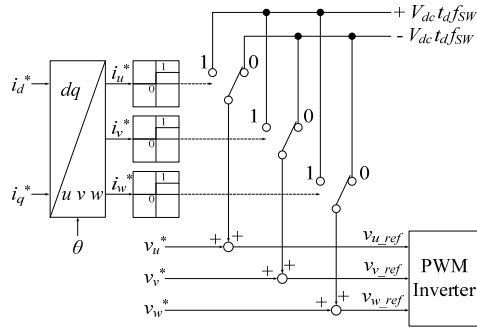 + V_dc t_d f_SW
- V_dc t_d f_SW
1 0
i_d* dq i_u* 1 0
1 0
i_v* 1 0
1 0
i_q* u v w i_w* 1 0
θ
v_u* + + v_u_ref
v_v* + + v_v_ref
v_w* + + v_w_ref
PWM
Inverter